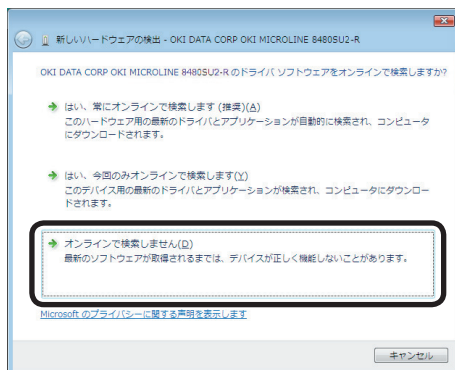 新しいハードウェアの検出 - OKI DATA CORP OKI MICROLINE 8480SU2-R
OKI DATA CORP OKI MICROLINE 8480SU2-R のドライバ ソフトウェアをオンラインで検索しますか?
はい、常にオンラインで検索します (推奨)(A)
このハードウェア用の最新のドライバとアプリケーションが自動的に検索され、コンピュータ
にダウンロードされます。
はい、今回のみオンラインで検索します(Y)
このデバイス用の最新のドライバとアプリケーションが検索され、コンピュータにダウンロー
ドされます。
オンラインで検索しません(D)
最新のソフトウェアが取得されるまでは、デバイスが正しく機能しないことがあります。
Microsoft のプライバシーに関する声明を表示します
キャンセル